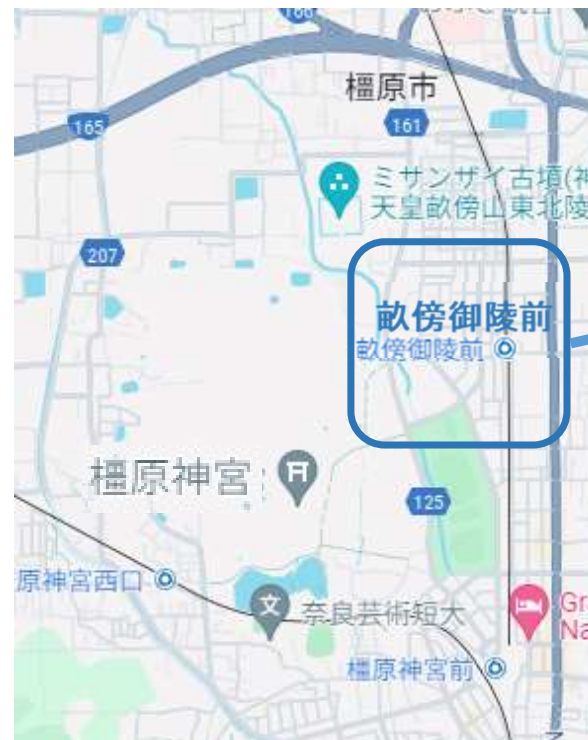 橿原市
165
161
ミサンザイ古墳(神
天皇畝傍山東北陵
207
畝傍御陵前
畝傍御陵前
橿原神宮
125
原神宮西口
奈良芸術短大
Gr
Na
橿原神宮前